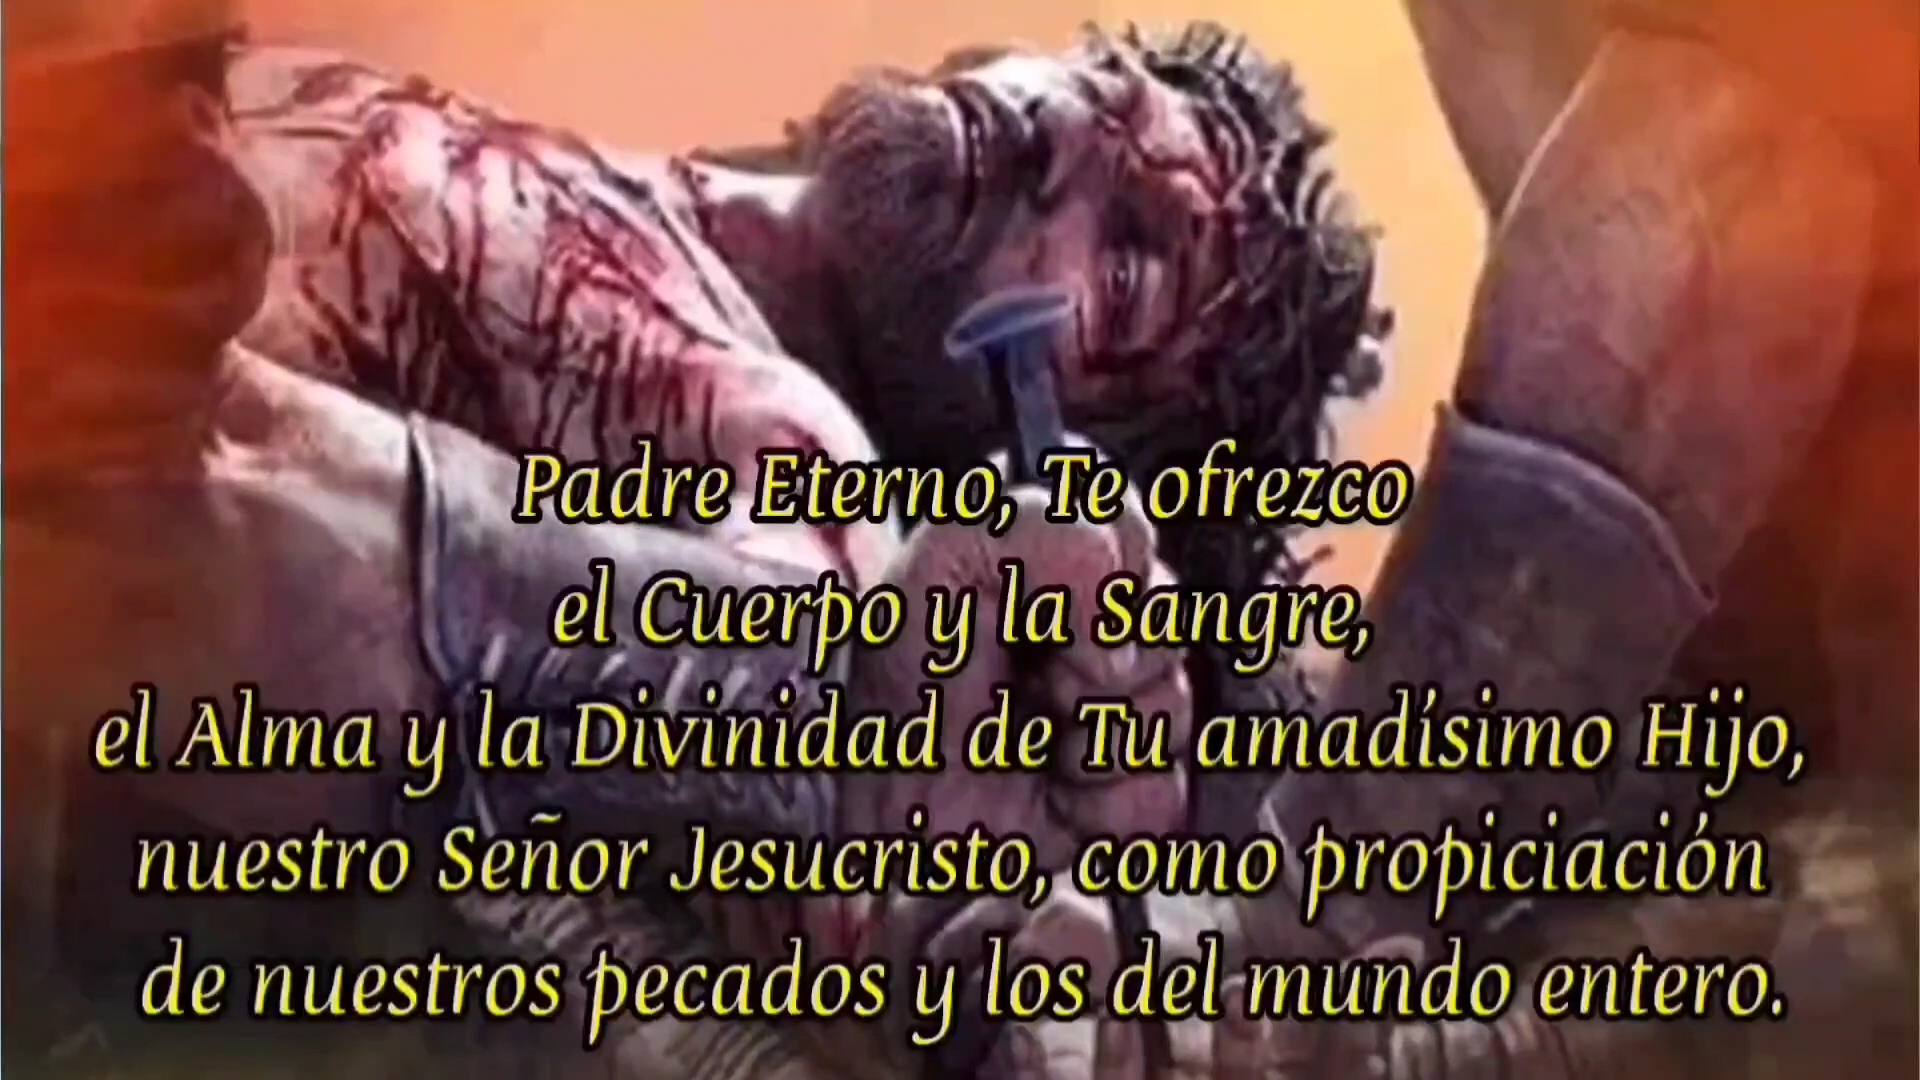 Padre Eterno, Te ofrezco
el Cuerpo y la Sangre,
el Alma y la Divinidad de Tu amadísimo Hijo,
nuestro Señor Jesucristo, como propiciación
de nuestros pecados y los del mundo entero.